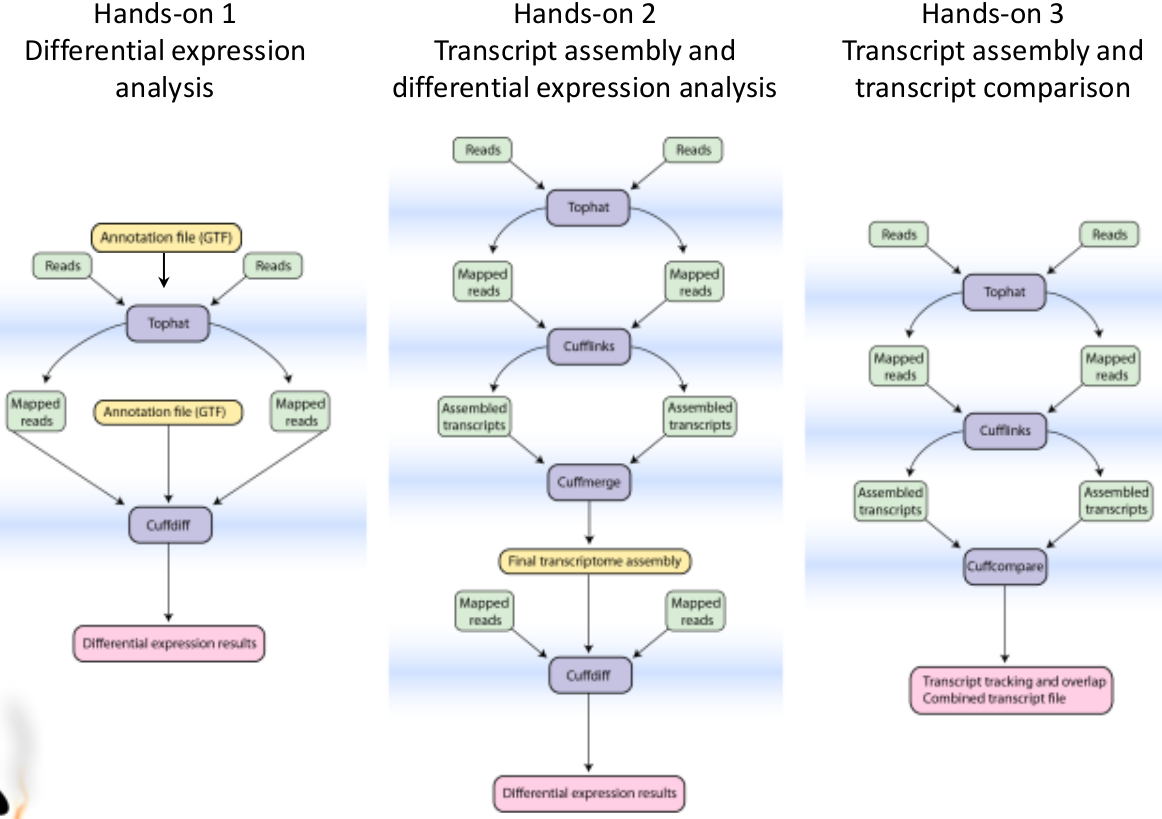 Hands-on 1
Differential expression
analysis
Annotation file (GTF)
Reads
Reads
Tophat
Mapped
reads
Annotation file (GTF)
Mapped
reads
Cuffdiff
Differential expression results
Hands-on 2
Transcript assembly and
differential expression analysis
Reads
Reads
Tophat
Mapped
reads
Mapped
reads
Cufflinks
Assembled
transcripts
Assembled
transcripts
Cuffmerge
Final transcriptome assembly
Mapped
reads
Mapped
reads
Cuffdiff
Differential expression results
Hands-on 3
Transcript assembly and
transcript comparison
Reads
Reads
Tophat
Mapped
reads
Mapped
reads
Cufflinks
Assembled
transcripts
Assembled
transcripts
Cuffcompare
Transcript tracking and overlap
Combined transcript file